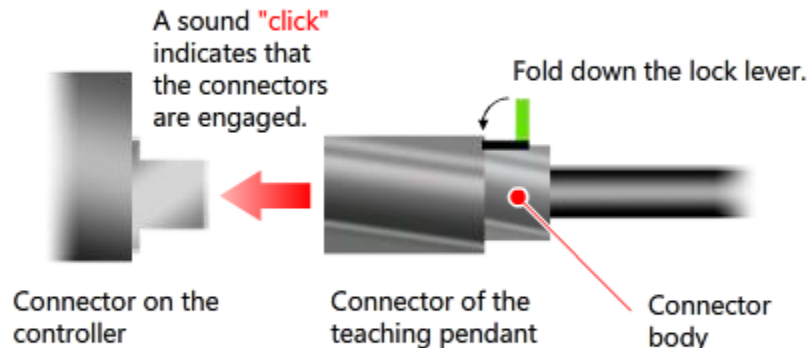 A sound "click"
indicates that
the connectors
are engaged.
Fold down the lock lever.
Connector on the
controller
Connector of the
teaching pendant
Connector
body